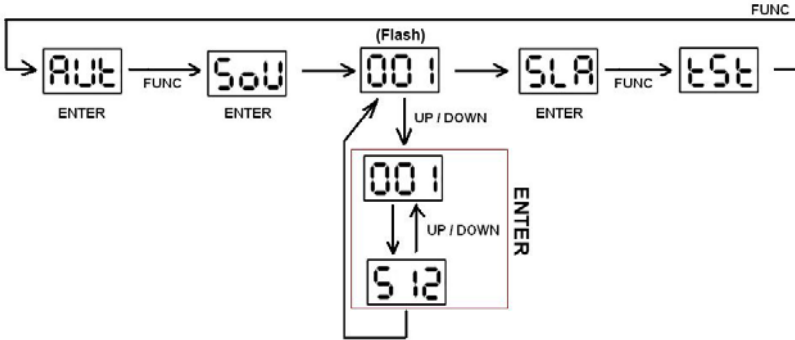 FUNC
(Flash)
AUt
FUNC
SoU
001
SLA
FUNC
tSt
ENTER
ENTER
ENTER
UP / DOWN
001
UP / DOWN
512
ENTER